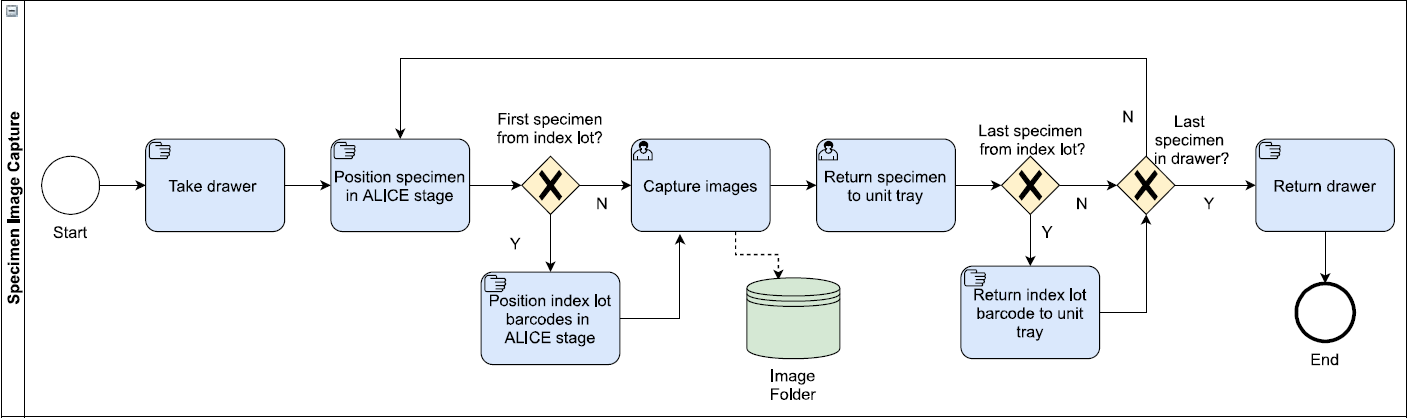 Specimen Image Capture
Start
Take drawer
Position specimen
in ALICE stage
First specimen
from index lot?
N
Y
Position index lot
barcodes in
ALICE stage
Capture images
Image
Folder
Return specimen
to unit tray
Last specimen
from index lot?
N
Y
Return index lot
barcode to unit
tray
Last
specimen
in drawer?
N
Y
Return drawer
End